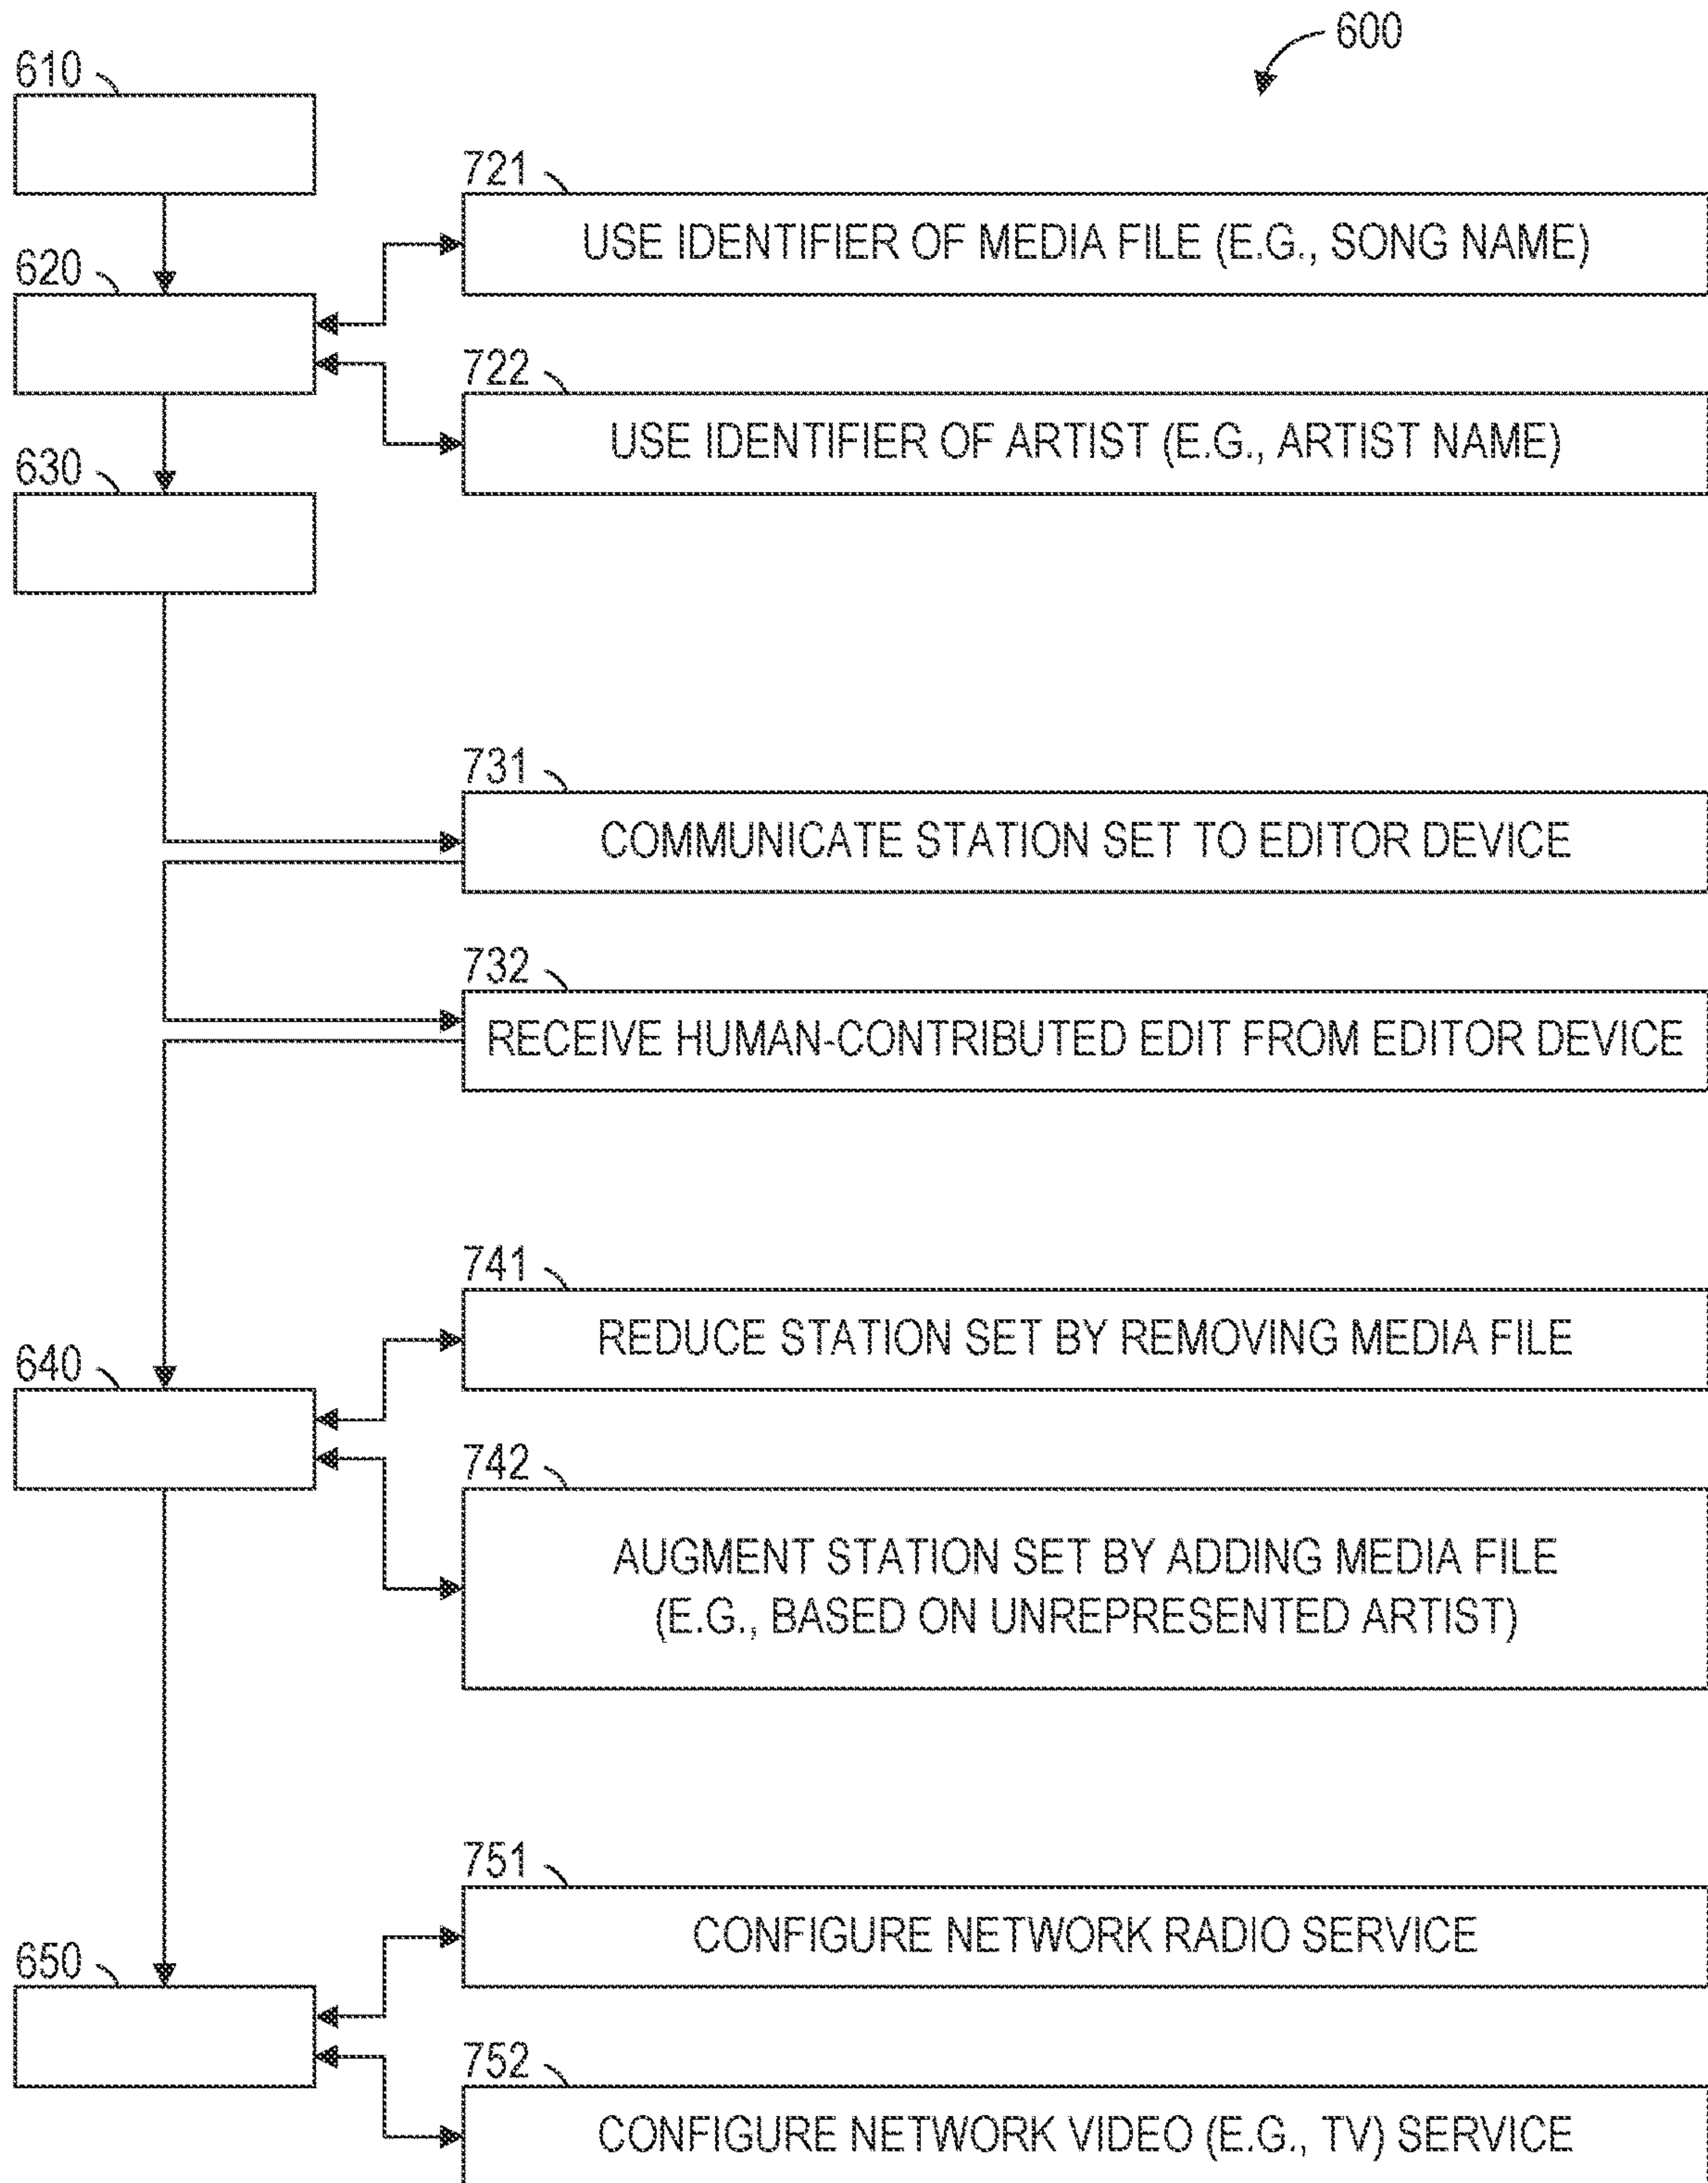 600
610
721
USE IDENTIFIER OF MEDIA FILE (E.G., SONG NAME)
620
722
USE IDENTIFIER OF ARTIST (E.G., ARTIST NAME)
630
731
COMMUNICATE STATION SET TO EDITOR DEVICE
732
RECEIVE HUMAN-CONTRIBUTED EDIT FROM EDITOR DEVICE
741
REDUCE STATION SET BY REMOVING MEDIA FILE
640
742
AUGMENT STATION SET BY ADDING MEDIA FILE
(E.G., BASED ON UNREPRESENTED ARTIST)
751
CONFIGURE NETWORK RADIO SERVICE
650
752
CONFIGURE NETWORK VIDEO (E.G., TV) SERVICE